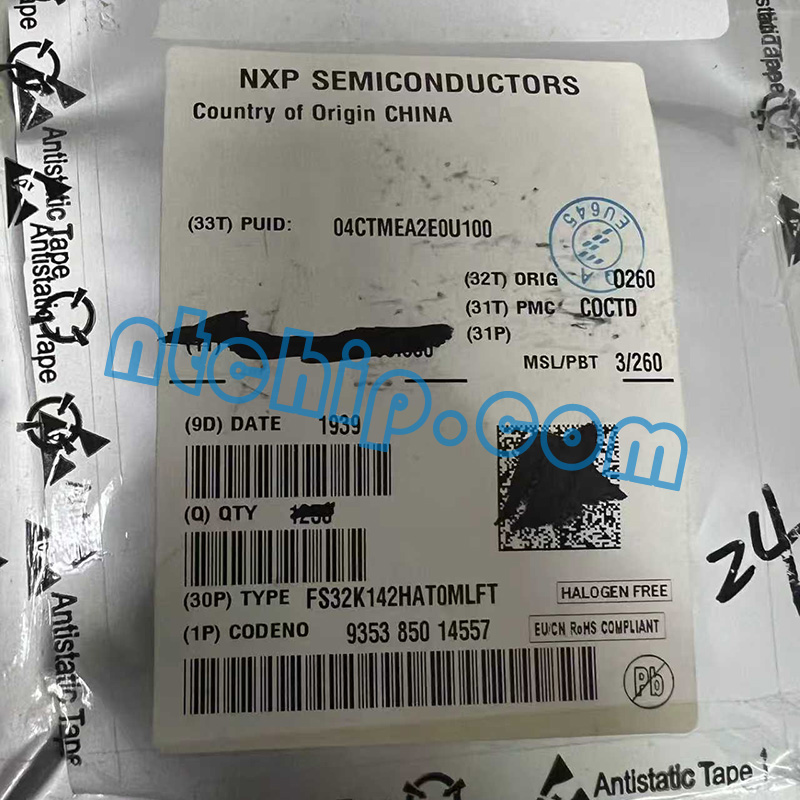 NXP SEMICONDUCTORS
Country of Origin CHINA
(33T) PUID: 04CTMEA2E0U100
EU645
QA
(32T) ORIG 0260
(31T) PMC COCTD
(31P)
MSL/PBT 3/260
ntchip.com
(9D) DATE 1939
(Q) QTY
(30P) TYPE FS32K142HAT0MLFT
HALOGEN FREE
(1P) CODENO 9353 850 14557
EU/CN RoHS COMPLIANT
Pb
24
Antistatic Tape
Antistatic Tape
Antistatic Tape
Antistatic Tape